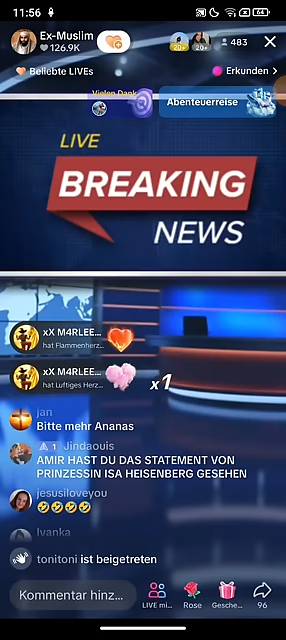 11:56
64
Ex-Muslim
126.9K
20+
20+
483
Beliebte LIVEs
Erkunden
Vielen Dank
Abenteuerreise
LIVE
BREAKING
NEWS
xX M4RLEE...
hat Flammenherz...
xX M4RLEE...
hat Luftiges Herz...
x1
jan
Bitte mehr Ananas
1 Jindaouis
AMIR HAST DU DAS STATEMENT VON
PRINZESSIN ISA HEISENBERG GESEHEN
jesusiloveyou
🤣🤣🤣🤣
Ivanka
tonitoni ist beigetreten
Kommentar hinz...
LIVE mi...
Rose
Gesche...
96